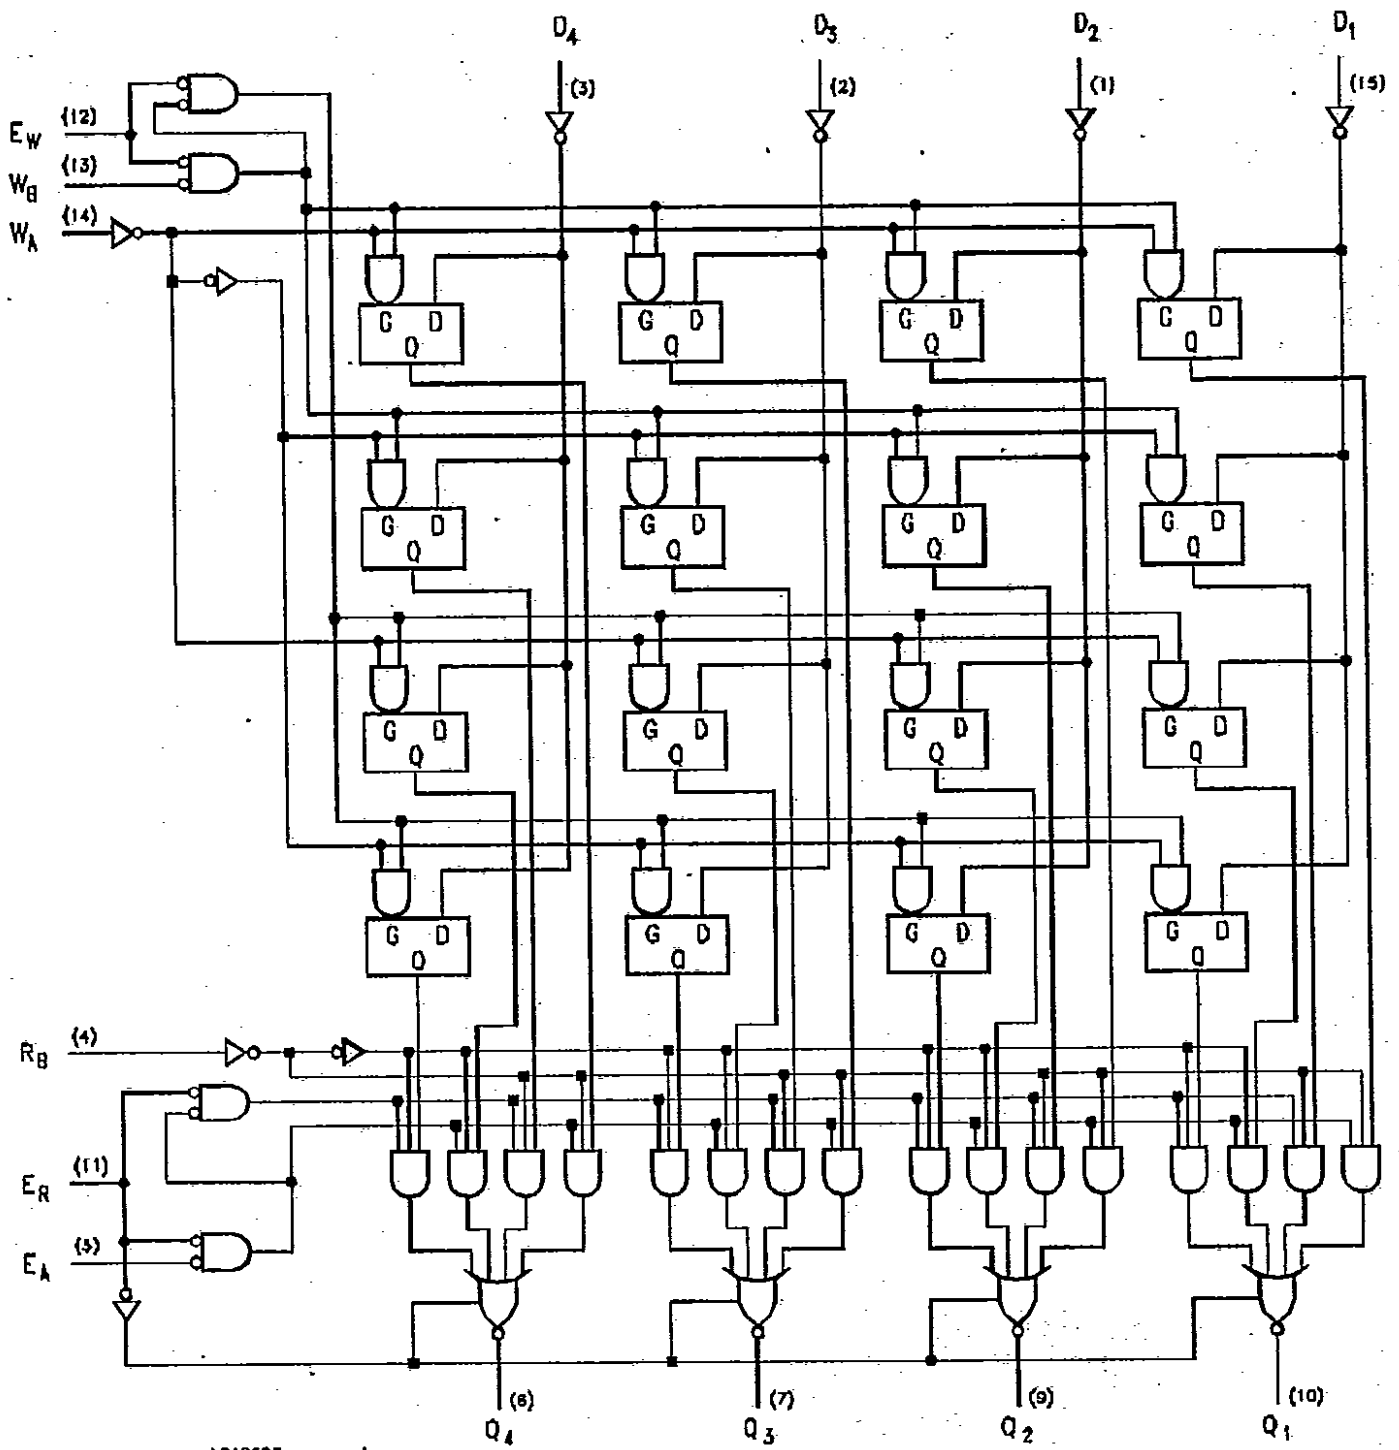 D4 D3 D2 D1
(3) (2) (1) (15)
(12)
EW
(13)
WB
(14)
WA
G D G D G D G D
Q Q Q Q
G D G D G D G D
Q Q Q Q
G D G D G D G D
Q Q Q Q
G D G D G D G D
Q Q Q Q
(4)
RB
(11)
ER
(5)
EA
(6) (7) (9) (10)
Q4 Q3 Q2 Q1